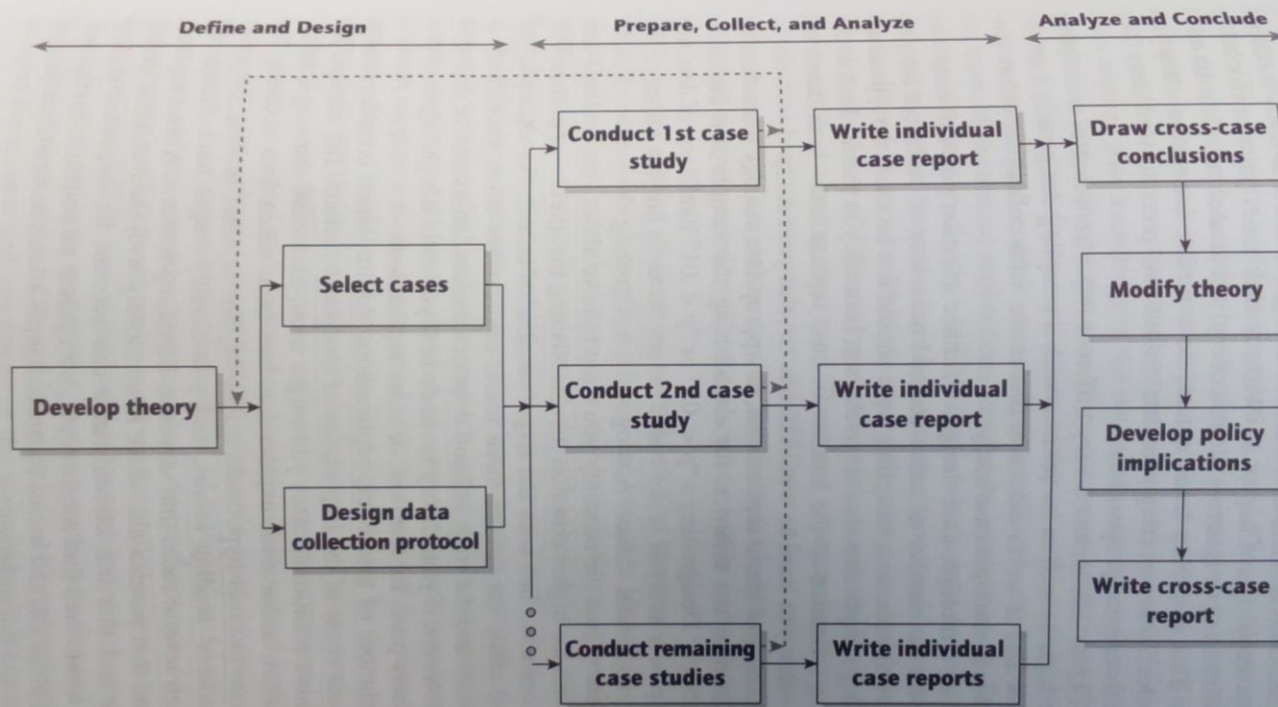 Define and Design
Prepare, Collect, and Analyze
Analyze and Conclude
Develop theory
Select cases
Design data
collection protocol
Conduct 1st case
study
Write individual
case report
Conduct 2nd case
study
Write individual
case report
Conduct remaining
case studies
Write individual
case reports
Draw cross-case
conclusions
Modify theory
Develop policy
implications
Write cross-case
report